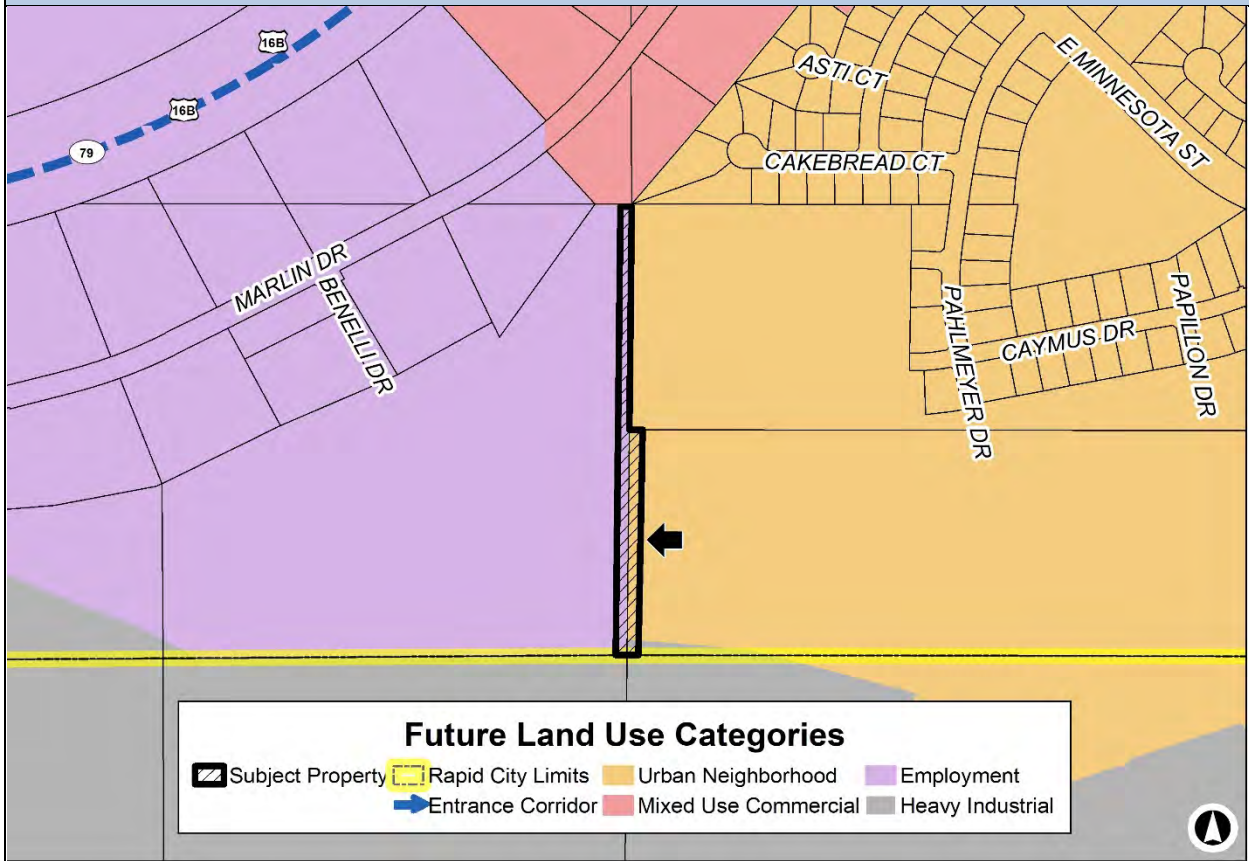 16B
16B
79
ASTI CT
E MINNESOTA ST
CAKEBREAD CT
MARLIN DR
BENELLI DR
PAHLMEYER DR
CAYMUS DR
PAPILLON DR
Future Land Use Categories
Subject Property Rapid City Limits Urban Neighborhood Employment
Entrance Corridor Mixed Use Commercial Heavy Industrial